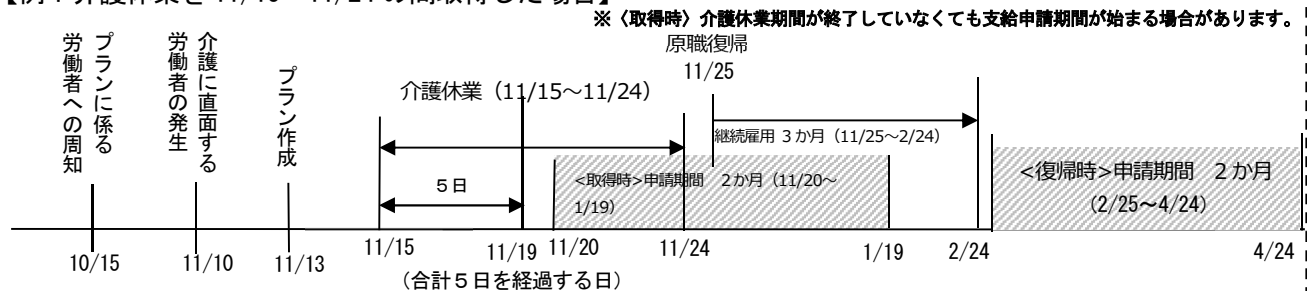 【例：介護休業を 11/15～11/24 の間取得した場合】
※〈取得時〉介護休業期間が終了していなくても支給申請期間が始まる場合があります。
プランに係る
労働者への周知
介護に直面する
労働者の発生
プラン作成
介護休業（11/15～11/24）
原職復帰
11/25
継続雇用 3か月（11/25～2/24）
５日
<取得時>申請期間　２か月（11/20～
1/19）
<復帰時>申請期間　２か月
（2/25～4/24）
10/15
11/10
11/13
11/15
11/19
11/20
11/24
1/19
2/24
4/24
（合計５日を経過する日）